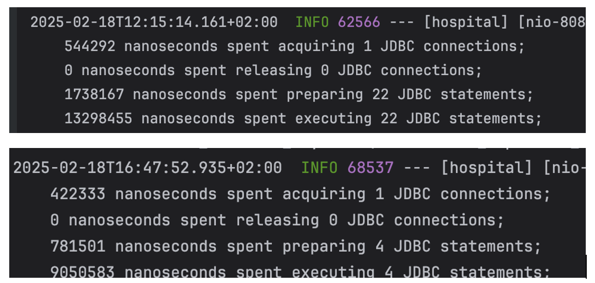 2025-02-18T12:15:14.161+02:00 INFO 62566 --- [hospital] [nio-808
544292 nanoseconds spent acquiring 1 JDBC connections;
0 nanoseconds spent releasing 0 JDBC connections;
1738167 nanoseconds spent preparing 22 JDBC statements;
13298455 nanoseconds spent executing 22 JDBC statements;
2025-02-18T16:47:52.935+02:00 INFO 68537 --- [hospital] [nio-
422333 nanoseconds spent acquiring 1 JDBC connections;
0 nanoseconds spent releasing 0 JDBC connections;
781501 nanoseconds spent preparing 4 JDBC statements;
9050583 nanoseconds spent executing 4 JDBC statements;